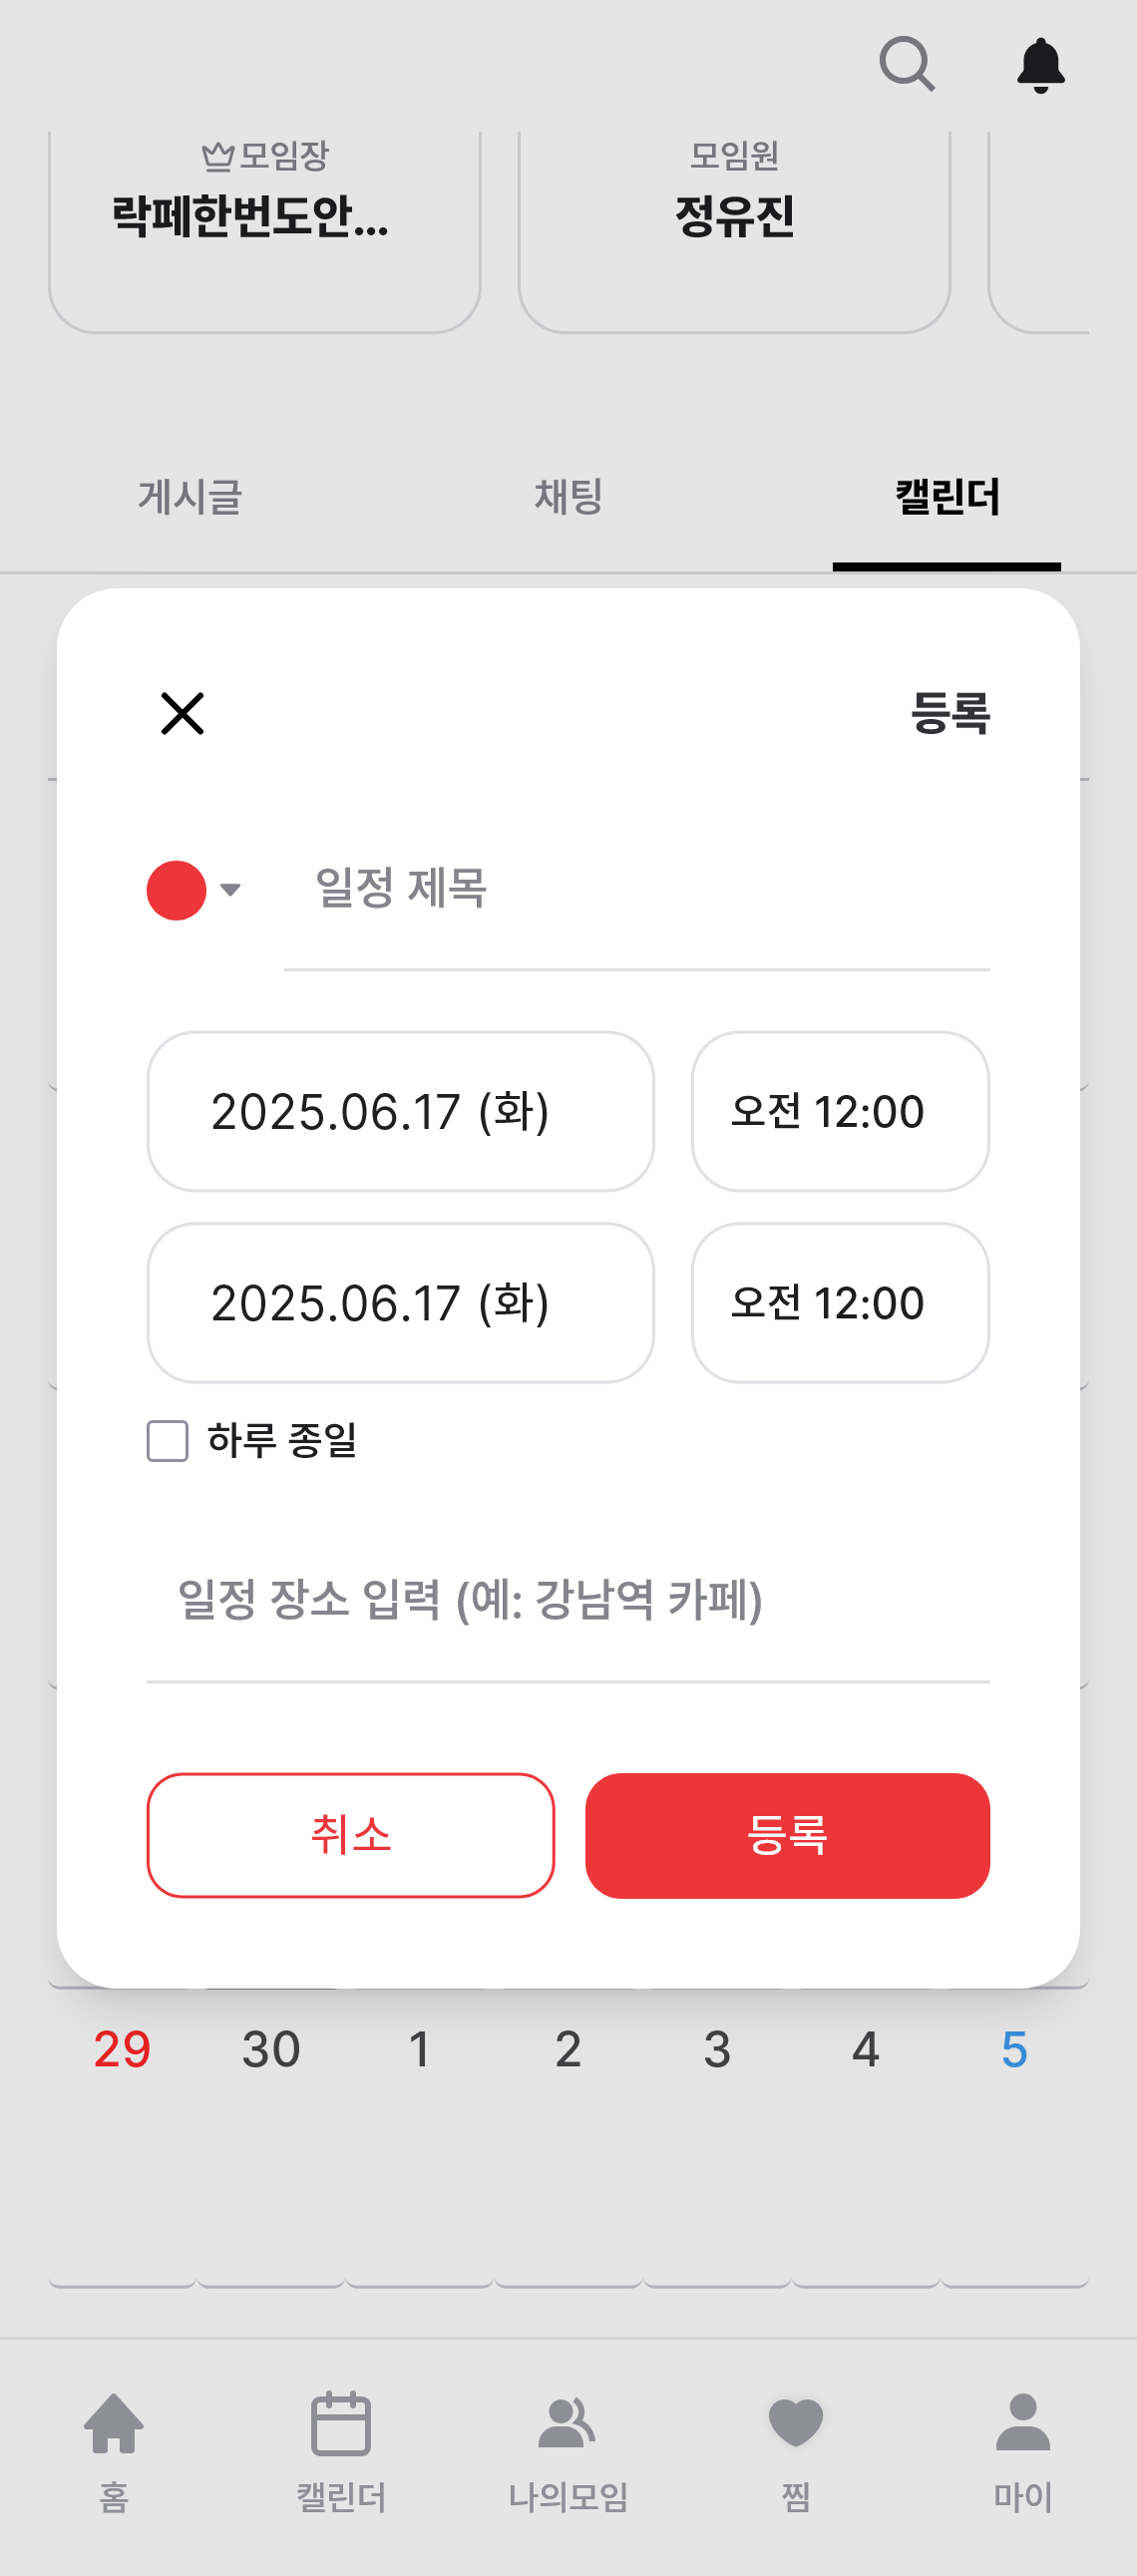 모임장
락페한번도안...
모임원
정유진
게시글
채팅
캘린더
등록
일정 제목
2025.06.17 (화)
오전 12:00
2025.06.17 (화)
오전 12:00
하루 종일
일정 장소 입력 (예: 강남역 카페)
취소
등록
29 30 1 2 3 4 5
홈
캘린더
나의모임
찜
마이